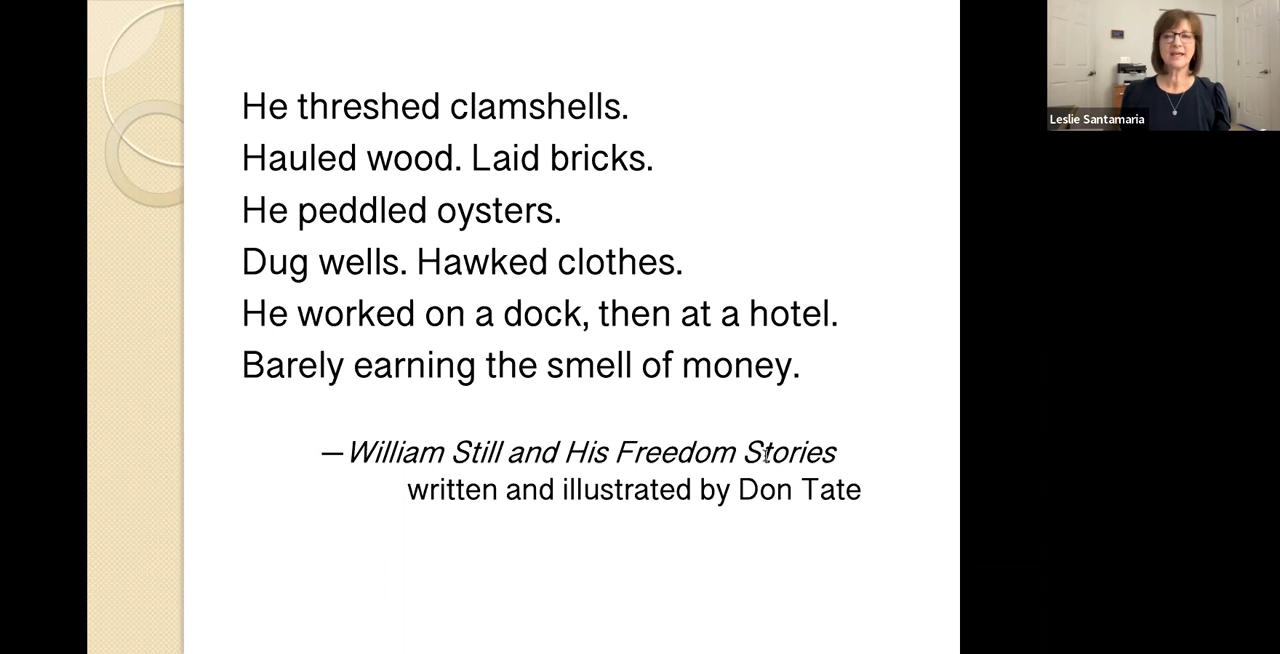 He threshed clamshells.
Hauled wood. Laid bricks.
He peddled oysters.
Dug wells. Hawked clothes.
He worked on a dock, then at a hotel.
Barely earning the smell of money.
—William Still and His Freedom Stories
written and illustrated by Don Tate
Leslie Santamaria